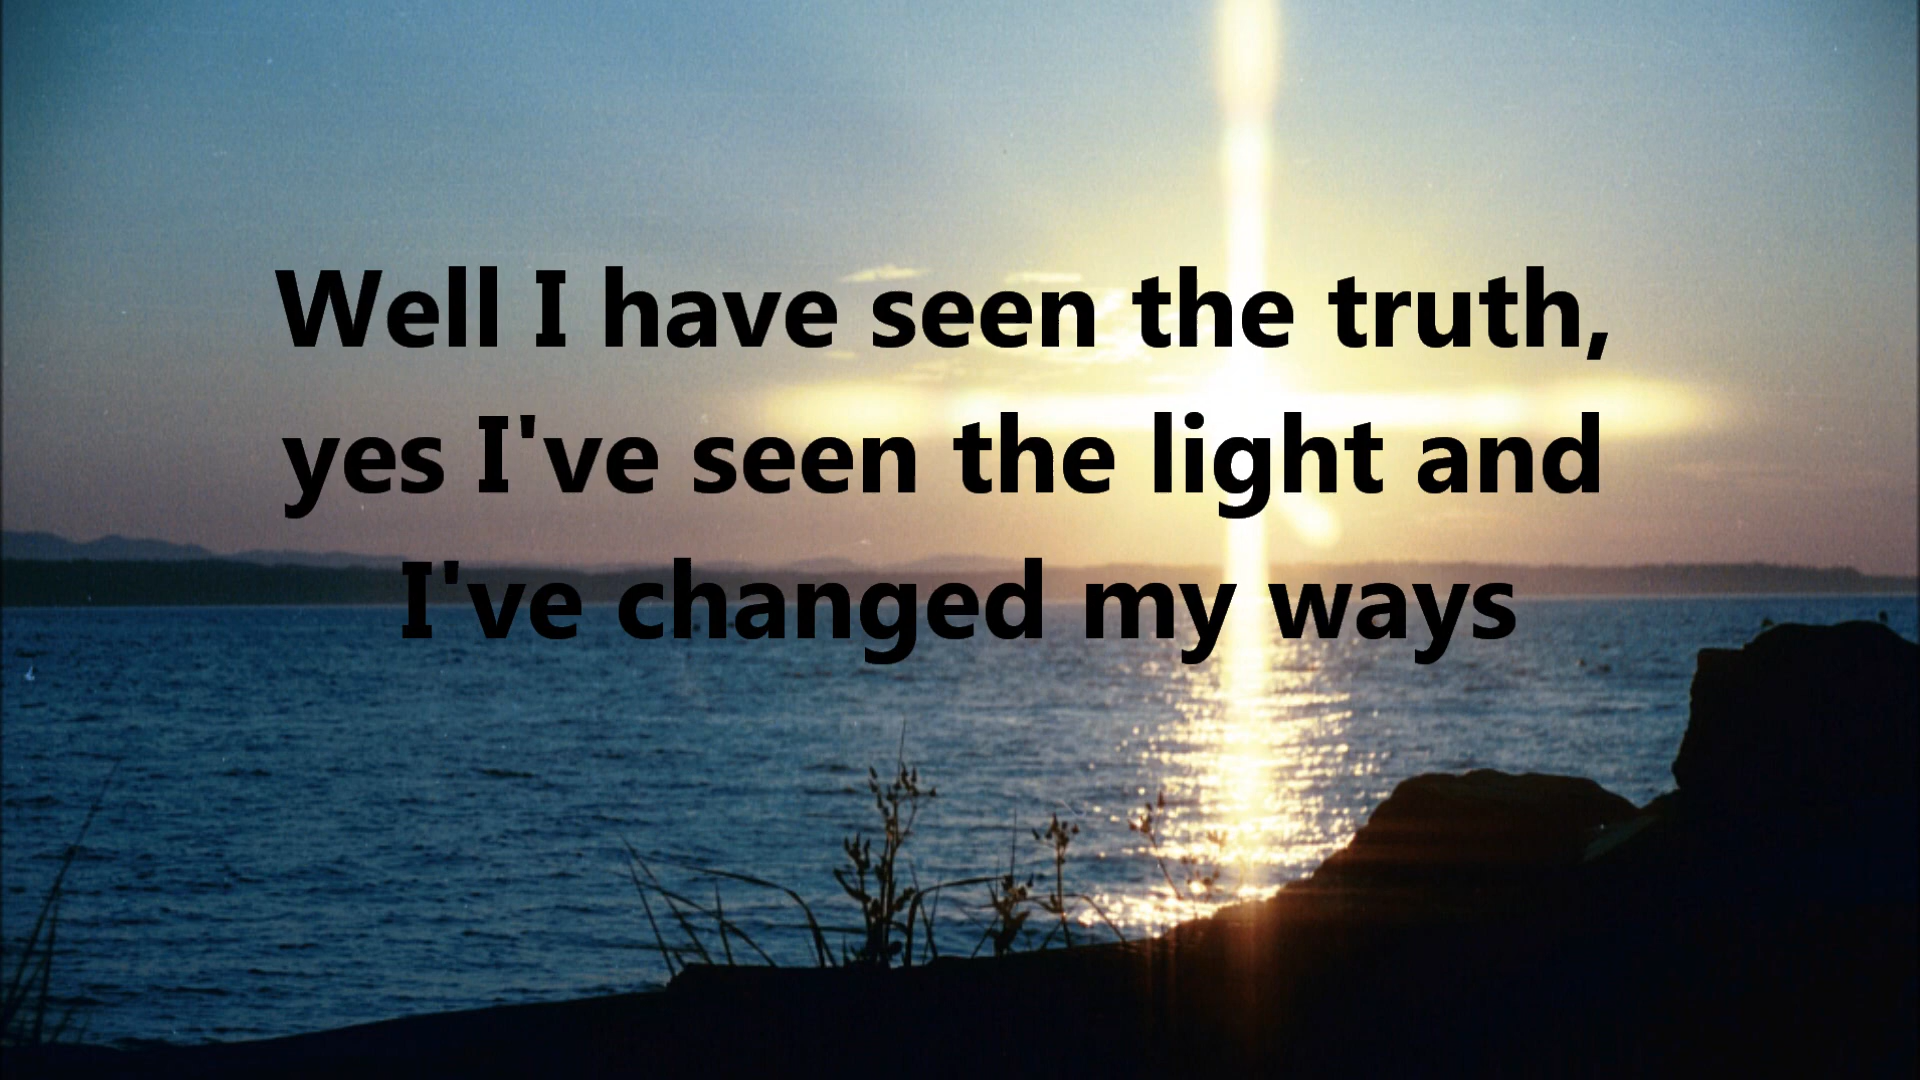 Well I have seen the truth,
yes I've seen the light and
I've changed my ways